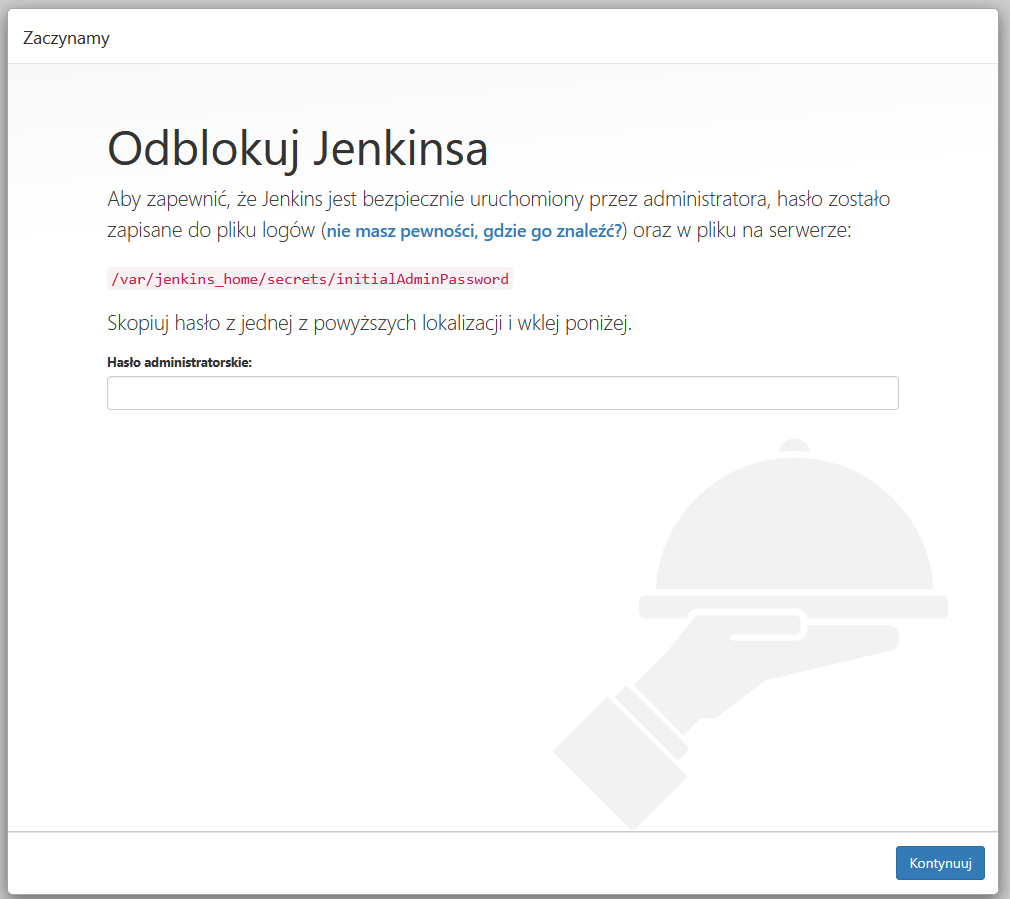 Zaczynamy
Odblokuj Jenkinsa
Aby zapewnić, że Jenkins jest bezpiecznie uruchomiony przez administratora, hasło zostało
zapisane do pliku logów (nie masz pewności, gdzie go znaleźć?) oraz w pliku na serwerze:
/var/jenkins_home/secrets/initialAdminPassword
Skopiuj hasło z jednej z powyższych lokalizacji i wklej poniżej.
Hasło administratorskie:
Kontynuuj